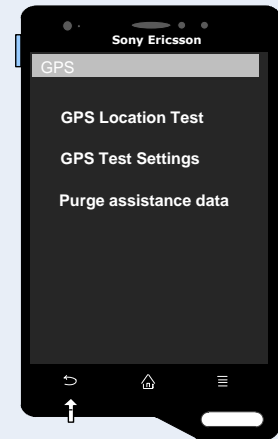 Sony Ericsson
GPS
GPS Location Test
GPS Test Settings
Purge assistance data